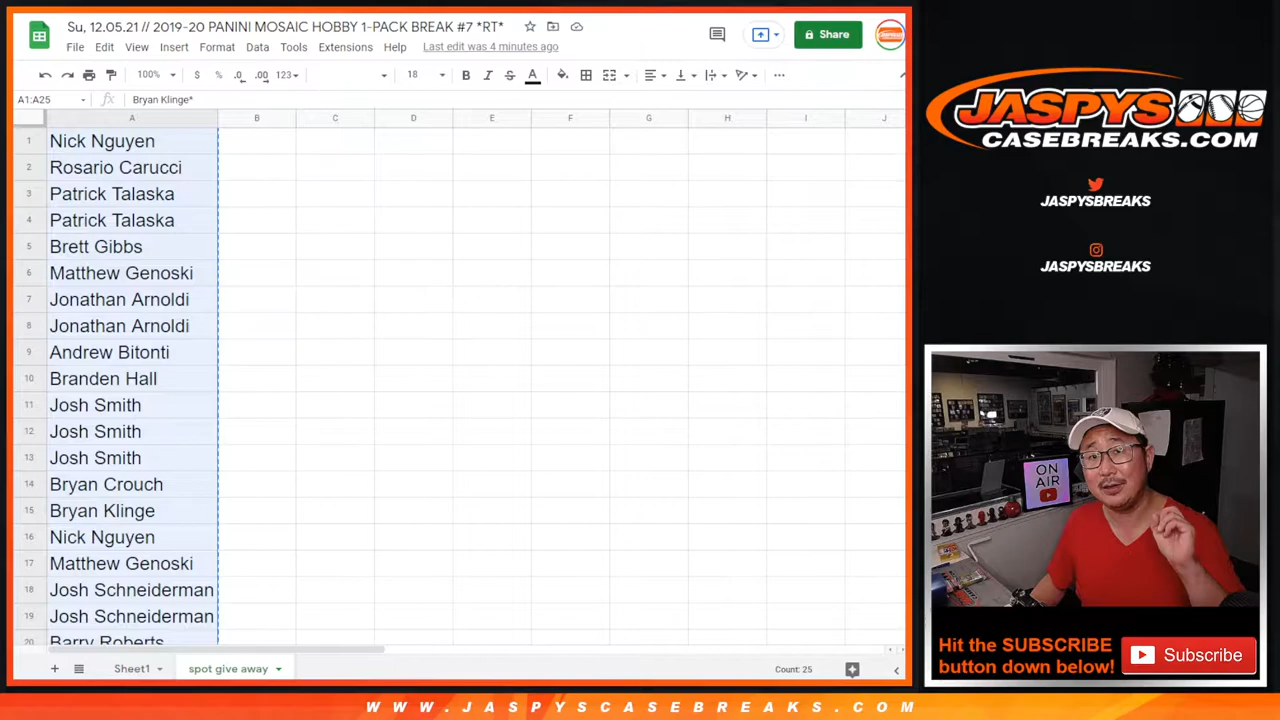 Su, 12.05.21 // 2019-20 PANINI MOSAIC HOBBY 1-PACK BREAK #7 *RT*
File Edit View Insert Format Data Tools Extensions Help Last edit was 4 minutes ago
Share
100% $ % .0 .00 123 18 B I S A
A1:A25 fx Bryan Klinge*
A B C D E F G H I J
1 Nick Nguyen
2 Rosario Carucci
3 Patrick Talaska
4 Patrick Talaska
5 Brett Gibbs
6 Matthew Genoski
7 Jonathan Arnoldi
8 Jonathan Arnoldi
9 Andrew Bitonti
10 Branden Hall
11 Josh Smith
12 Josh Smith
13 Josh Smith
14 Bryan Crouch
15 Bryan Klinge
16 Nick Nguyen
17 Matthew Genoski
18 Josh Schneiderman
19 Josh Schneiderman
20 Barry Roberts
Sheet1 spot give away Count: 25
JASPYS
CASEBREAKS.COM
JASPYSBREAKS
JASPYSBREAKS
ON
AIR
Hit the SUBSCRIBE
button down below!
Subscribe
WWW.JASPYSCASEBREAKS.COM